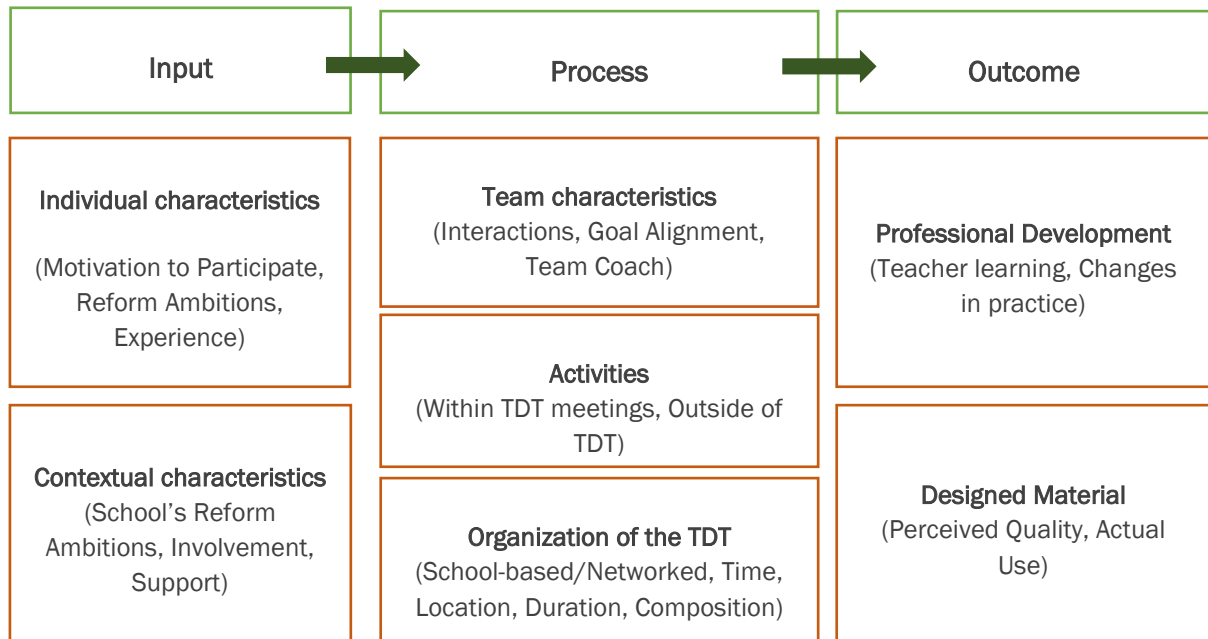 Input
Process
Outcome
Individual characteristics
(Motivation to Participate,
Reform Ambitions,
Experience)
Contextual characteristics
(School's Reform
Ambitions, Involvement,
Support)
Team characteristics
(Interactions, Goal Alignment,
Team Coach)
Activities
(Within TDT meetings, Outside of
TDT)
Organization of the TDT
(School-based/Networked, Time,
Location, Duration, Composition)
Professional Development
(Teacher learning, Changes
in practice)
Designed Material
(Perceived Quality, Actual
Use)